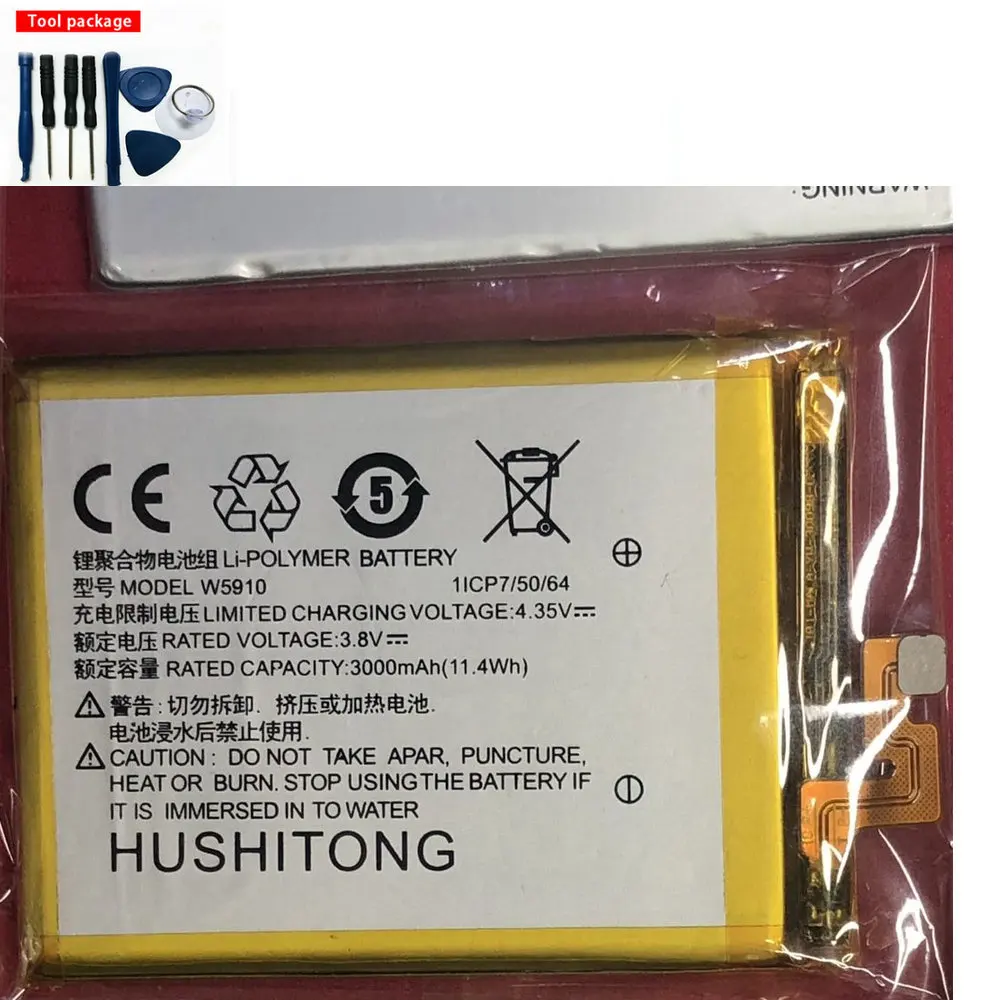 Tool package
WARNING:
CE
5
锂聚合物电池组 Li-POLYMER BATTERY
型号 MODEL W5910 1ICP7/50/64
充电限制电压 LIMITED CHARGING VOLTAGE:4.35V⎓
额定电压 RATED VOLTAGE:3.8V⎓
额定容量 RATED CAPACITY:3000mAh(11.4Wh)
警告:切勿拆卸. 挤压或加热电池.
电池浸水后禁止使用.
CAUTION : DO NOT TAKE APAR, PUNCTURE,
HEAT OR BURN. STOP USING THE BATTERY IF
IT IS IMMERSED IN TO WATER
HUSHITONG